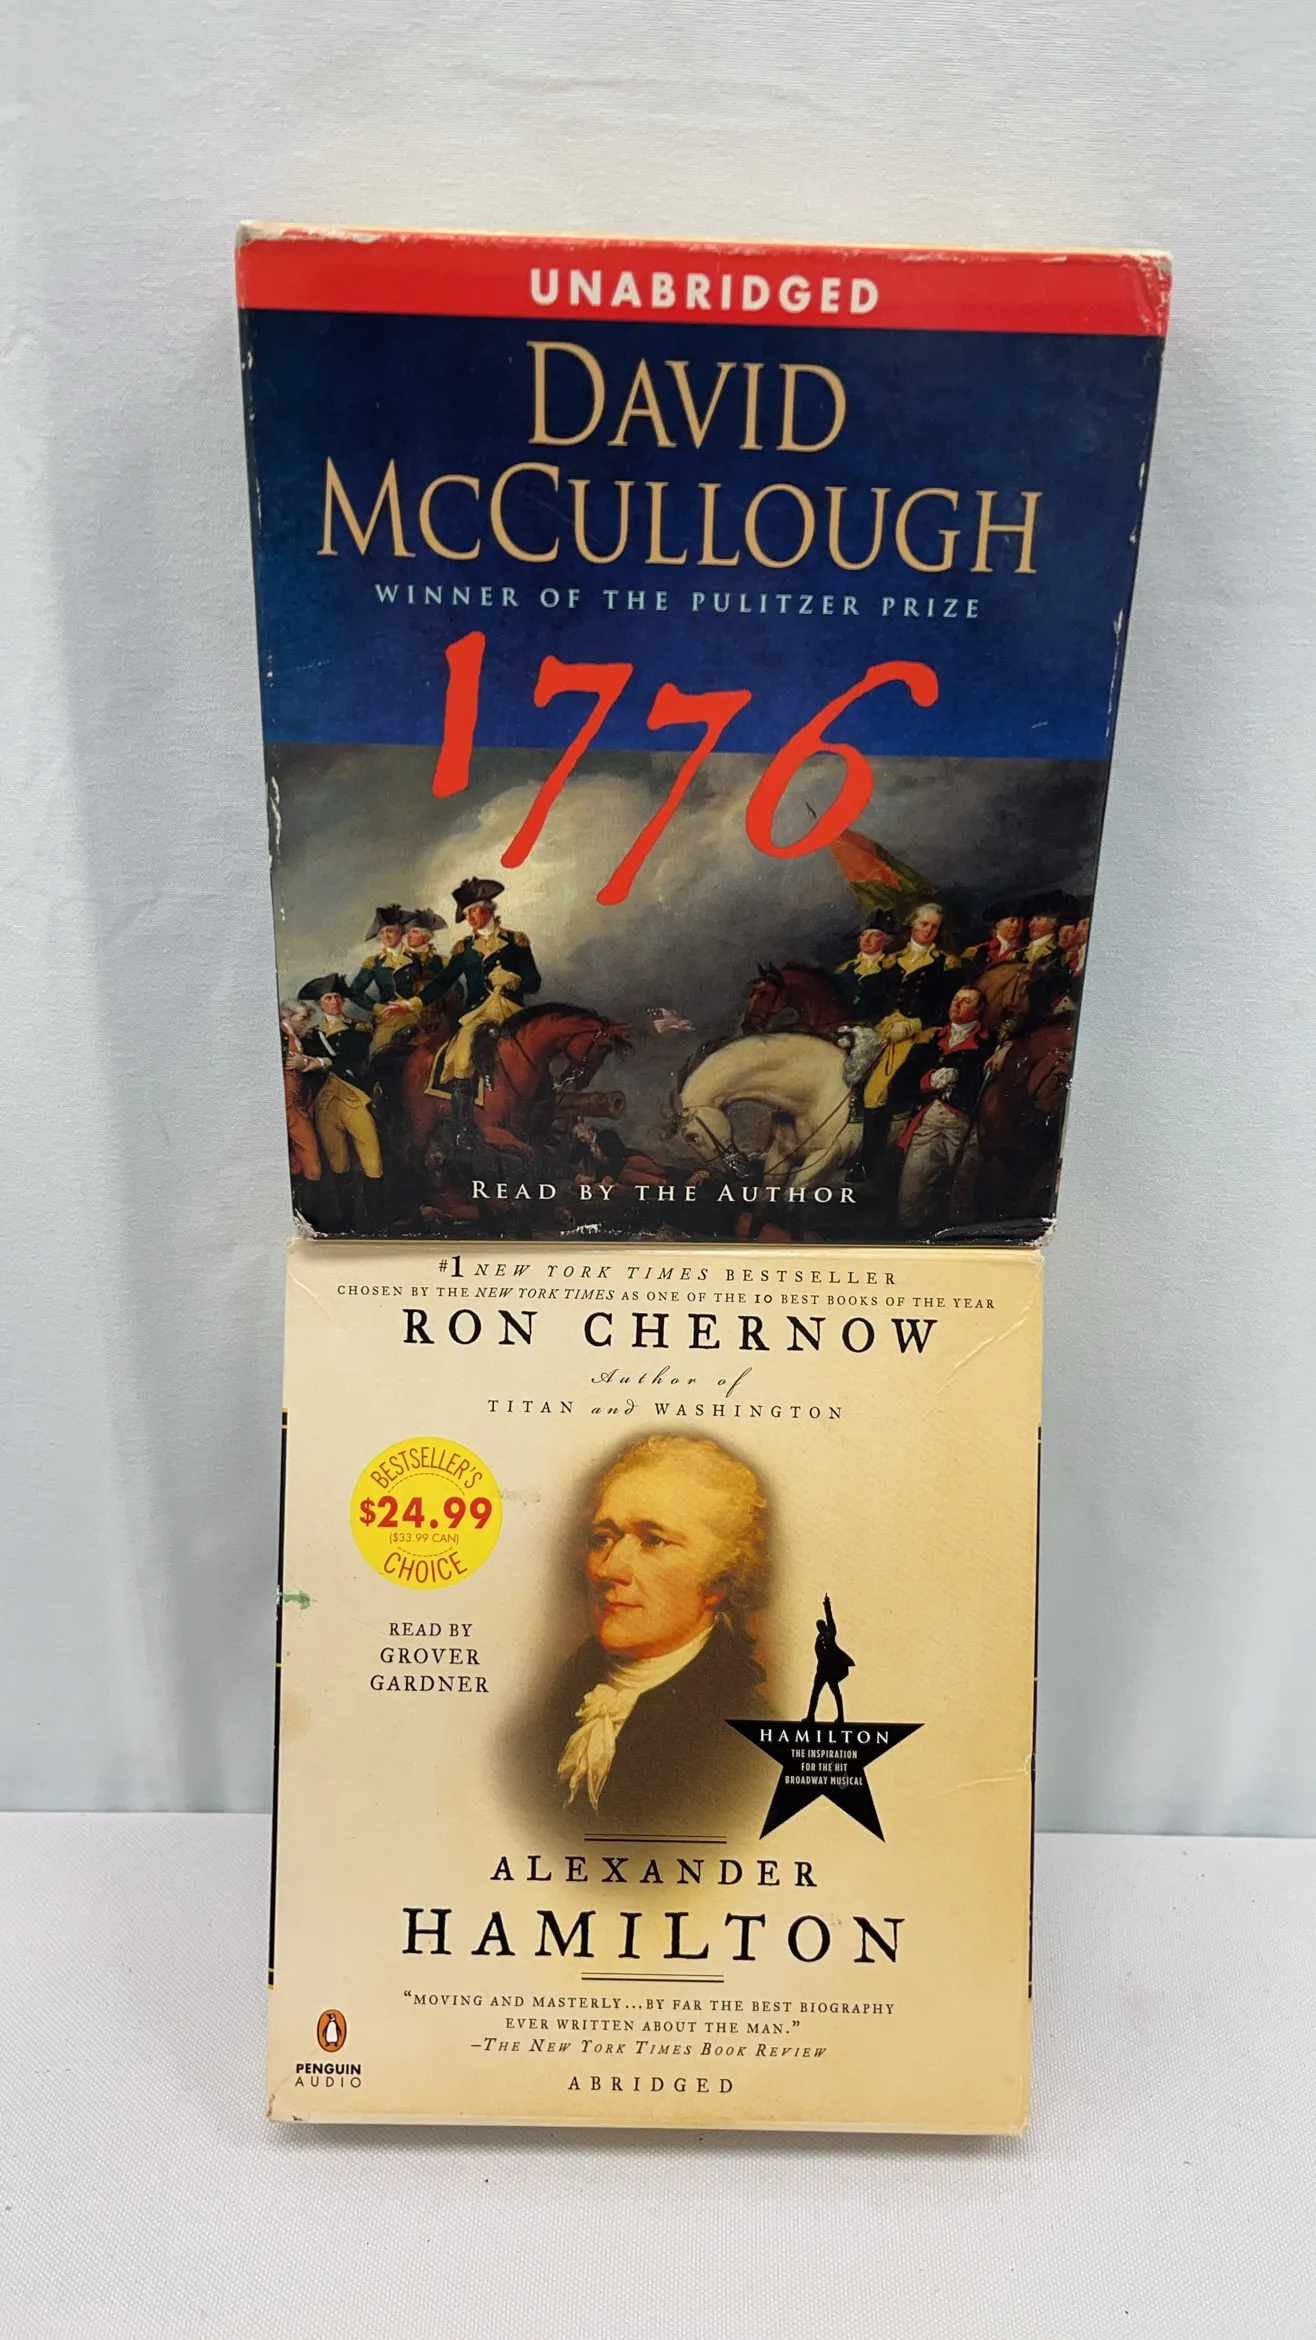 UNABRIDGED
DAVID
MCCULLOUGH
WINNER OF THE PULITZER PRIZE
1776
READ BY THE AUTHOR
#1 NEW YORK TIMES BESTSELLER
CHOSEN BY THE NEW YORK TIMES AS ONE OF THE 10 BEST BOOKS OF THE YEAR
RON CHERNOW
Author of
TITAN and WASHINGTON
BESTSELLER'S
$24.99
($33.99 CAN)
CHOICE
READ BY
GROVER
GARDNER
HAMILTON
THE INSPIRATION
FOR THE HIT
BROADWAY MUSICAL
ALEXANDER
HAMILTON
“MOVING AND MASTERLY...BY FAR THE BEST BIOGRAPHY
EVER WRITTEN ABOUT THE MAN.”
—THE NEW YORK TIMES BOOK REVIEW
PENGUIN
AUDIO
ABRIDGED